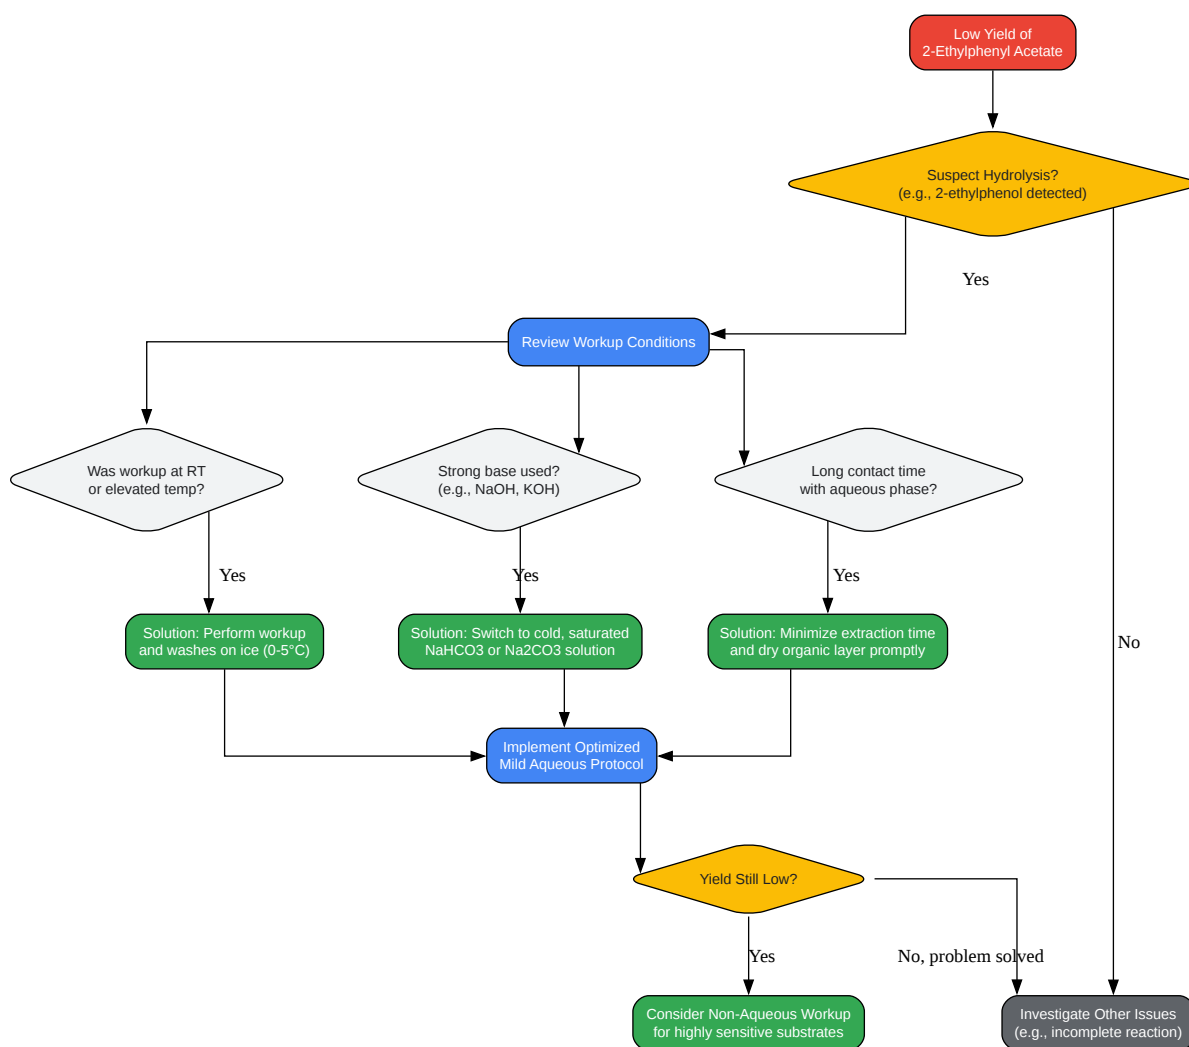 Low Yield of
2-Ethylphenyl Acetate
Suspect Hydrolysis?
(e.g., 2-ethylphenol detected)
Yes
Review Workup Conditions
Was workup at RT
or elevated temp?
Strong base used?
(e.g., NaOH, KOH)
Long contact time
with aqueous phase?
Yes
Yes
Yes
Solution: Perform workup
and washes on ice (0-5°C)
Solution: Switch to cold, saturated
NaHCO3 or Na2CO3 solution
Solution: Minimize extraction time
and dry organic layer promptly
No
Implement Optimized
Mild Aqueous Protocol
Yield Still Low?
Yes
No, problem solved
Consider Non-Aqueous Workup
for highly sensitive substrates
Investigate Other Issues
(e.g., incomplete reaction)